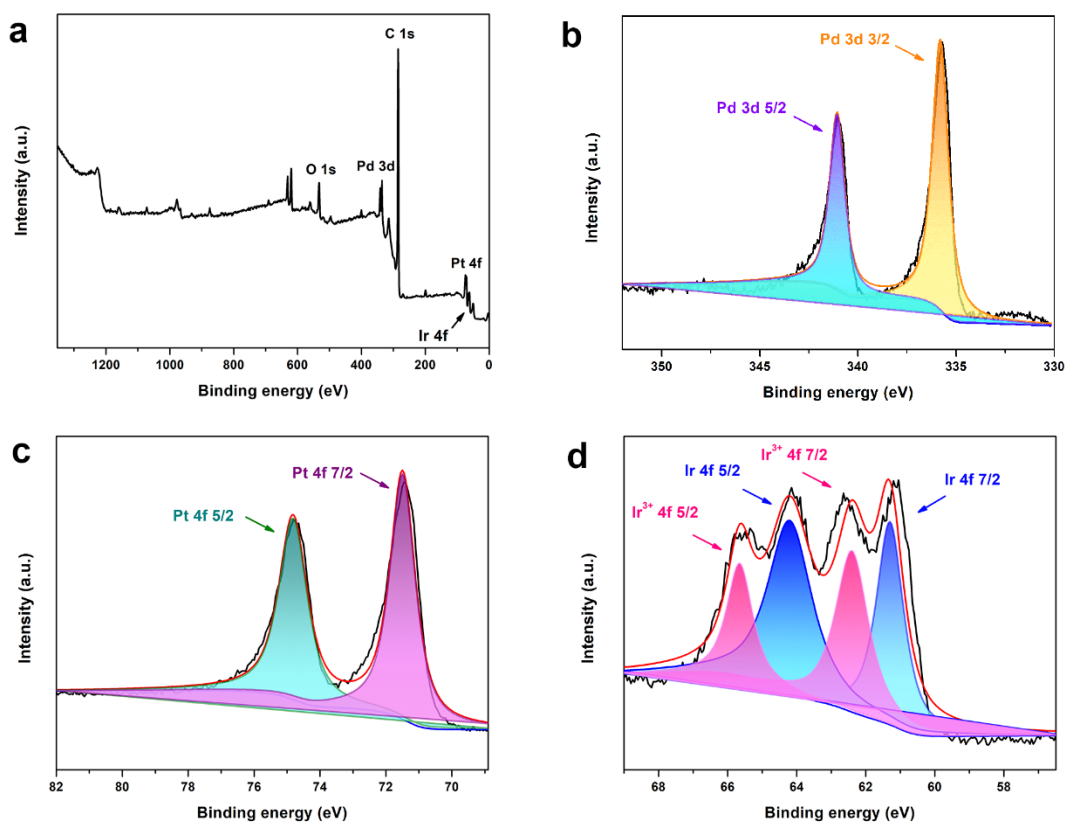 a
C 1s
O 1s
Pd 3d
Pt 4f
Ir 4f
Intensity (a.u.)
1200 1000 800 600 400 200 0
Binding energy (eV)
b
Pd 3d 3/2
Pd 3d 5/2
Intensity (a.u.)
350 345 340 335 330
Binding energy (eV)
c
Pt 4f 7/2
Pt 4f 5/2
Intensity (a.u.)
82 80 78 76 74 72 70
Binding energy (eV)
d
Ir³⁺ 4f 7/2
Ir 4f 5/2
Ir 4f 7/2
Ir³⁺ 4f 5/2
Intensity (a.u.)
68 66 64 62 60 58
Binding energy (eV)